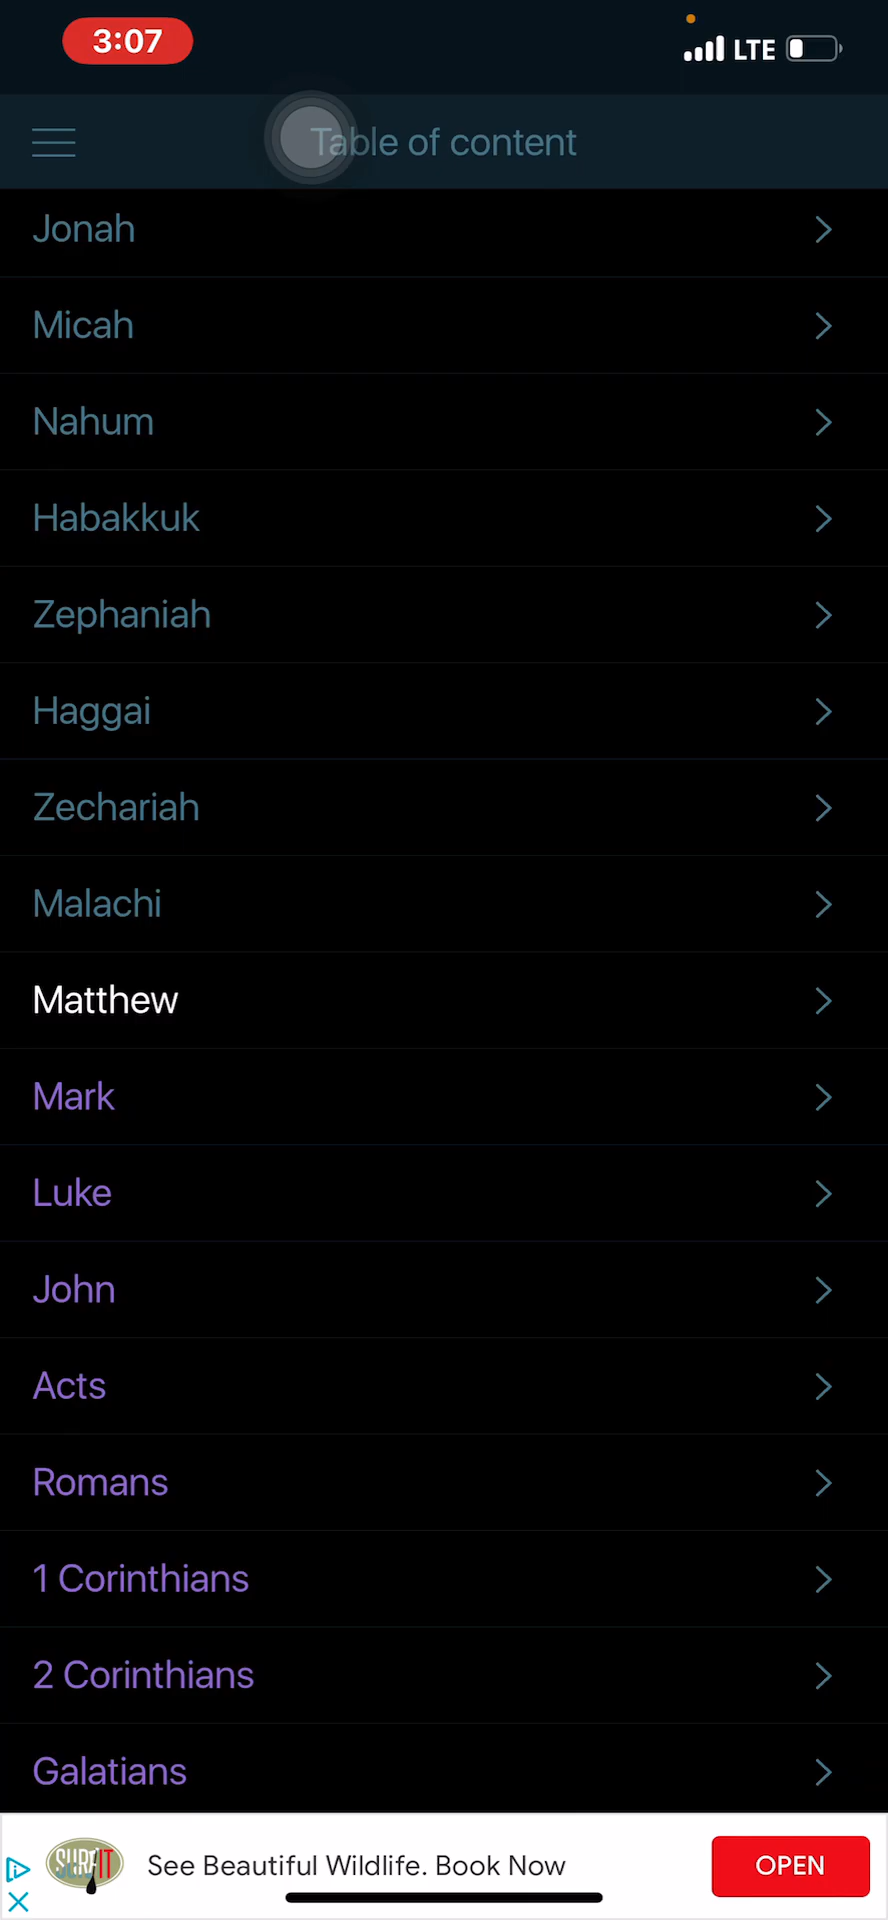 3:07
LTE
Table of content
Jonah
Micah
Nahum
Habakkuk
Zephaniah
Haggai
Zechariah
Malachi
Matthew
Mark
Luke
John
Acts
Romans
1 Corinthians
2 Corinthians
Galatians
SURFIT
See Beautiful Wildlife. Book Now
OPEN